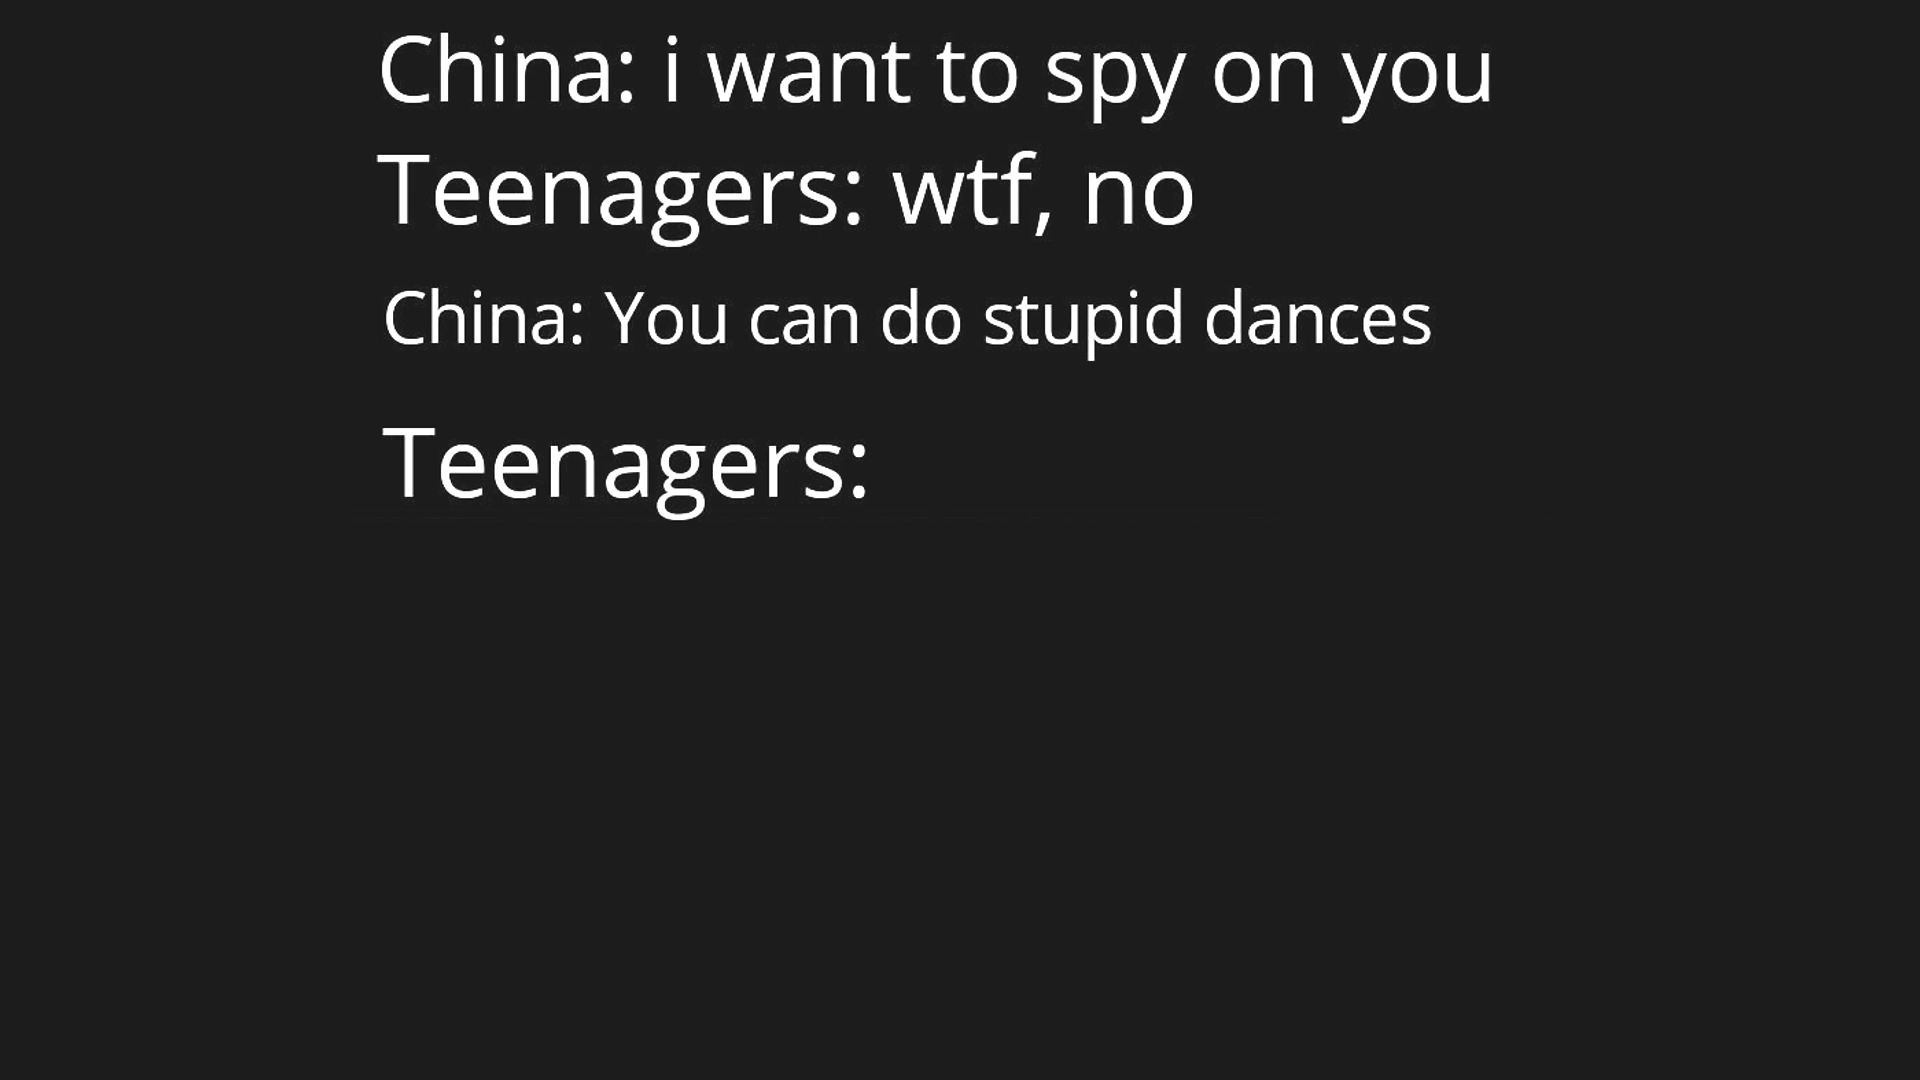 China: i want to spy on you
Teenagers: wtf, no
China: You can do stupid dances
Teenagers: